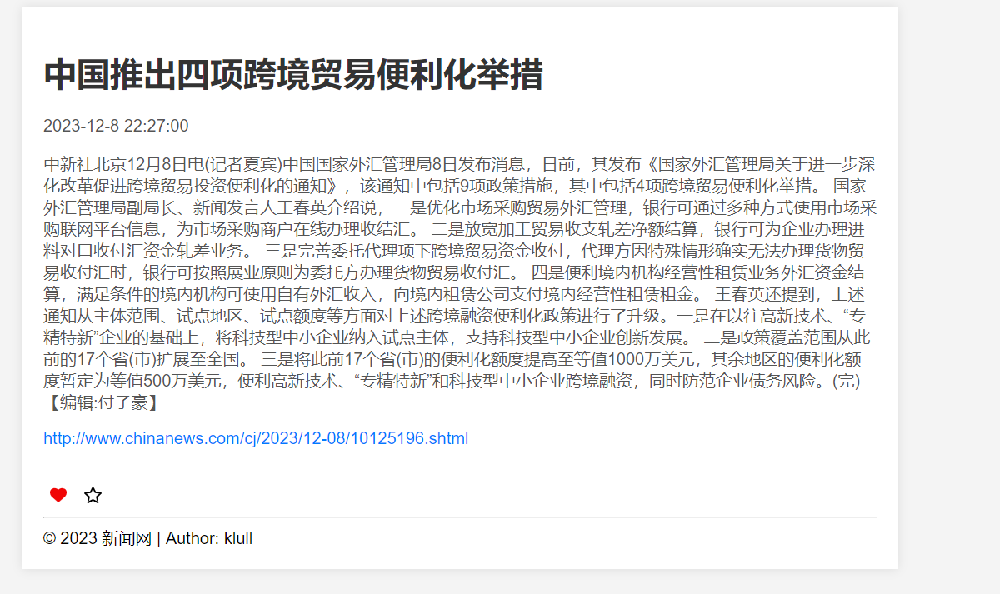 中国推出四项跨境贸易便利化举措
2023-12-8 22:27:00
中新社北京12月8日电(记者夏宾)中国国家外汇管理局8日发布消息，日前，其发布《国家外汇管理局关于进一步深
化改革促进跨境贸易投资便利化的通知》，该通知中包括9项政策措施，其中包括4项跨境贸易便利化举措。 国家
外汇管理局副局长、新闻发言人王春英介绍说，一是优化市场采购贸易外汇管理，银行可通过多种方式使用市场采
购联网平台信息，为市场采购商户在线办理收结汇。 二是放宽加工贸易收支轧差净额结算，银行可为企业办理进
料对口收付汇资金轧差业务。 三是完善委托代理项下跨境贸易资金收付，代理方因特殊情形确实无法办理货物贸
易收付汇时，银行可按照展业原则为委托方办理货物贸易收付汇。 四是便利境内机构经营性租赁业务外汇资金结
算，满足条件的境内机构可使用自有外汇收入，向境内租赁公司支付境内经营性租赁租金。 王春英还提到，上述
通知从主体范围、试点地区、试点额度等方面对上述跨境融资便利化政策进行了升级。一是在以往高新技术、“专
精特新”企业的基础上，将科技型中小企业纳入试点主体，支持科技型中小企业创新发展。 二是政策覆盖范围从此
前的17个省(市)扩展至全国。 三是将此前17个省(市)的便利化额度提高至等值1000万美元，其余地区的便利化额
度暂定为等值500万美元，便利高新技术、“专精特新”和科技型中小企业跨境融资，同时防范企业债务风险。(完)
【编辑:付子豪】
http://www.chinanews.com/cj/2023/12-08/10125196.shtml
© 2023 新闻网 | Author: klull